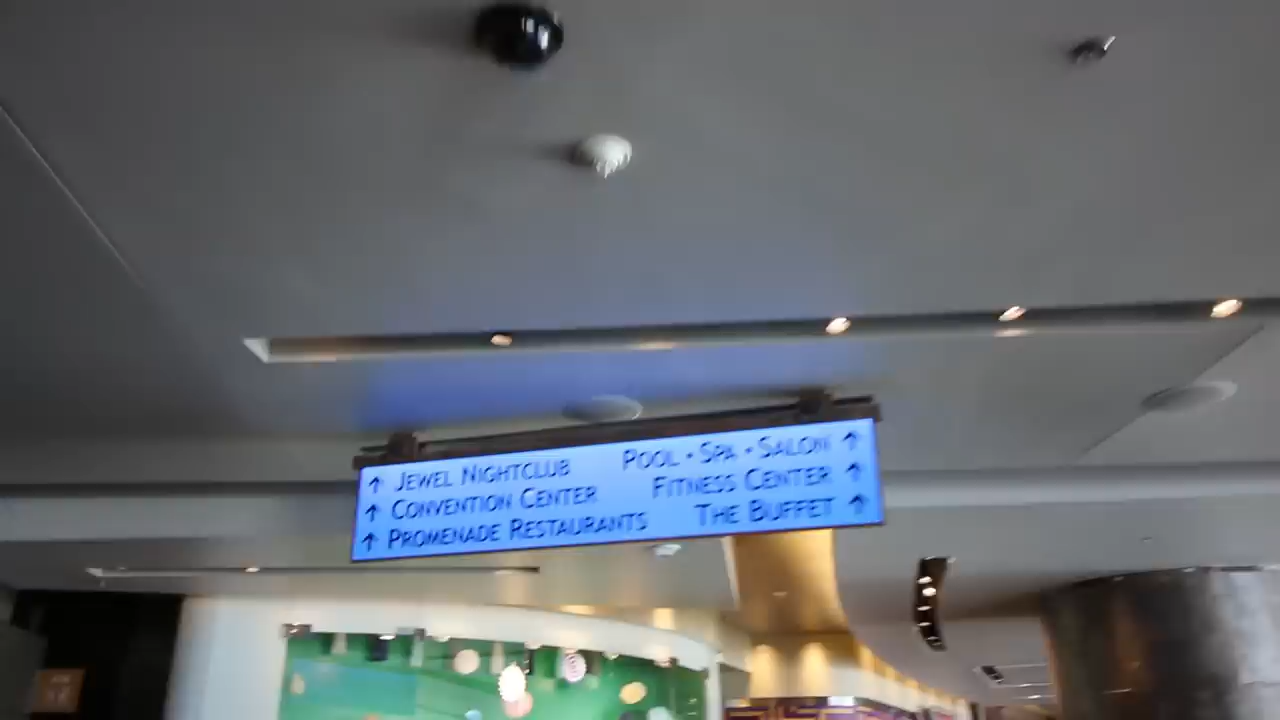 ↑ JEWEL NIGHTCLUB
↑ CONVENTION CENTER
↑ PROMENADE RESTAURANTS
POOL • SPA • SALON ↑
FITNESS CENTER ↑
THE BUFFET ↑